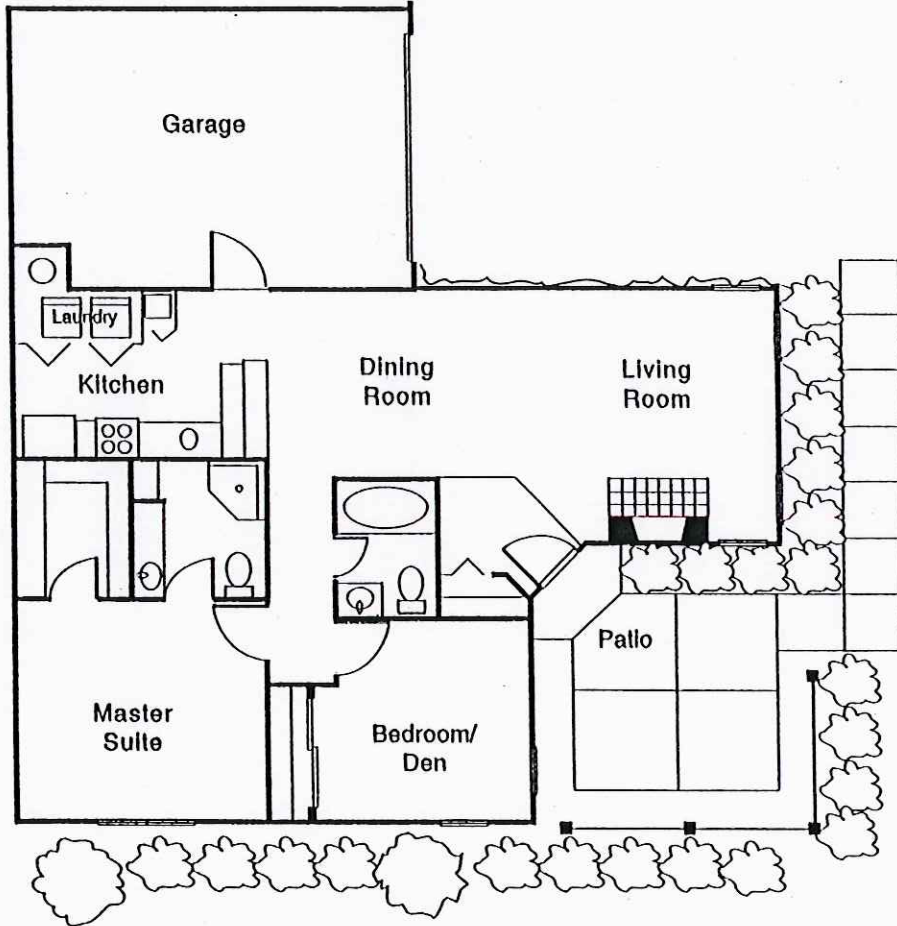 Garage
Laundry
Kitchen
Dining
Room
Living
Room
Patio
Master
Suite
Bedroom/
Den